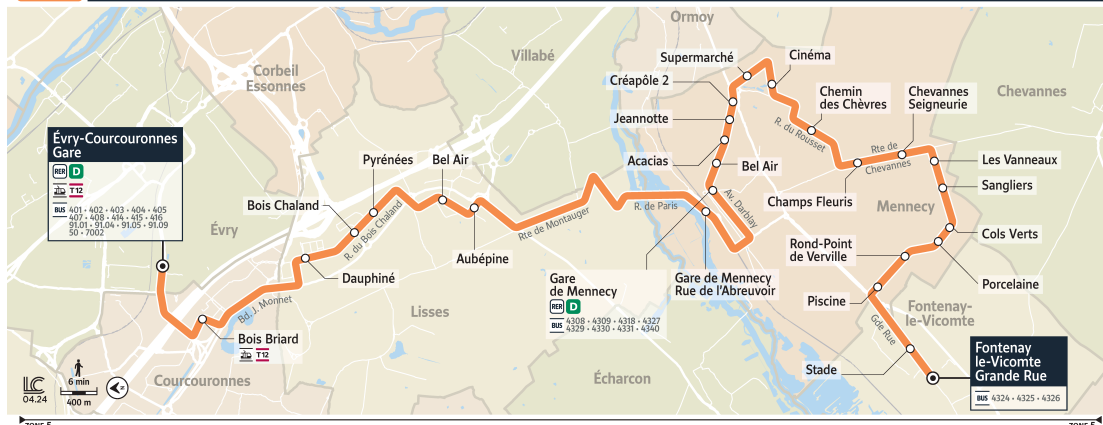 Ormoy
Villabé
Corbeil
Essonnes
Chevannes
Supermarché
Cinéma
Créapôle 2
Chemin
des Chèvres
Chevannes
Seigneurie
Jeannotte
R. du Rousset
Rte de
Chevannes
Évry-Courcouronnes
Gare
RER D
T12
BUS 401 • 402 • 403 • 404 • 405
407 • 408 • 414 • 415 • 416
91.01 • 91.04 • 91.05 • 91.09
50 • 7002
Pyrénées
Bel Air
Acacias
Bel Air
Les Vanneaux
Sangliers
Bois Chaland
R. du Bois Chaland
R. de Paris
Av. Darblay
Champs Fleuris
Mennecy
Évry
Rte de Montauger
Cols Verts
Aubépine
Rond-Point
de Verville
Dauphiné
Gare
de Mennecy
RER D
BUS 4308 • 4309 • 4318 • 4327
4329 • 4330 • 4331 • 4340
Gare de Mennecy
Rue de l'Abreuvoir
Porcelaine
Piscine
Bd. J. Monnet
Lisses
Fontenay-
le-Vicomte
Gde Rue
Bois Briard
T12
Fontenay
le-Vicomte
Grande Rue
BUS 4324 • 4325 • 4326
Stade
Écharcon
Courcouronnes
LC
04.24
6 min
400 m
N